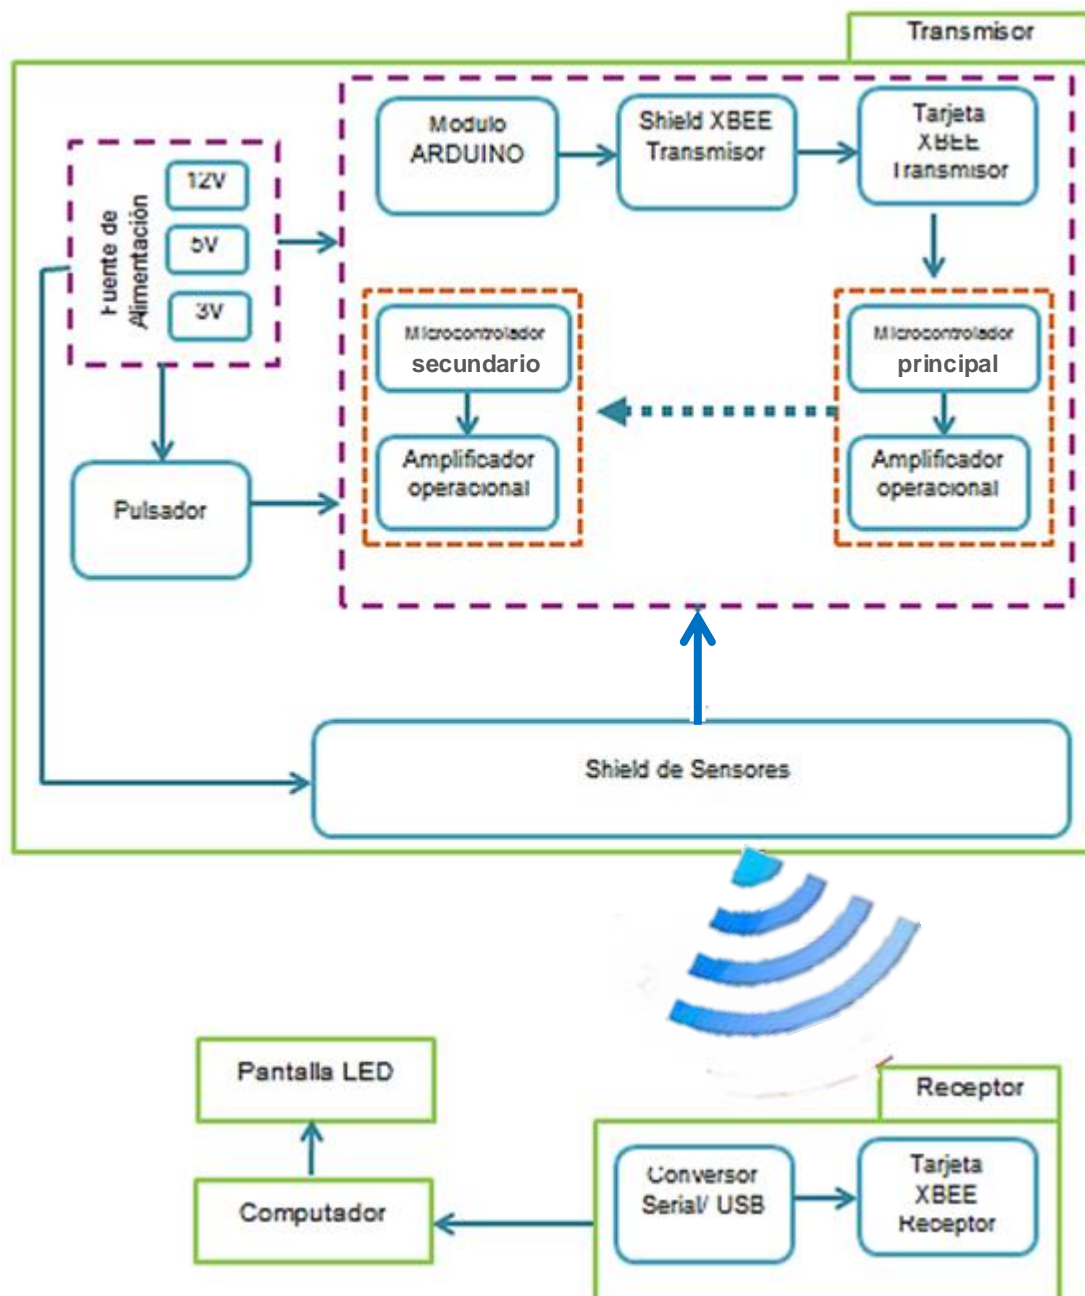 Transmisor
Modulo
ARDUINO
Shield XBEE
Transmisor
Tarjeta
XBEE
Transmisor
Fuente de
Alimentación
12V
5V
3V
Microcontrolador
secundario
Microcontrolador
principal
Amplificador
operacional
Amplificador
operacional
Pulsador
Shield de Sensores
Pantalla LED
Receptor
Conversor
Serial/ USB
Tarjeta
XBEE
Receptor
Computador